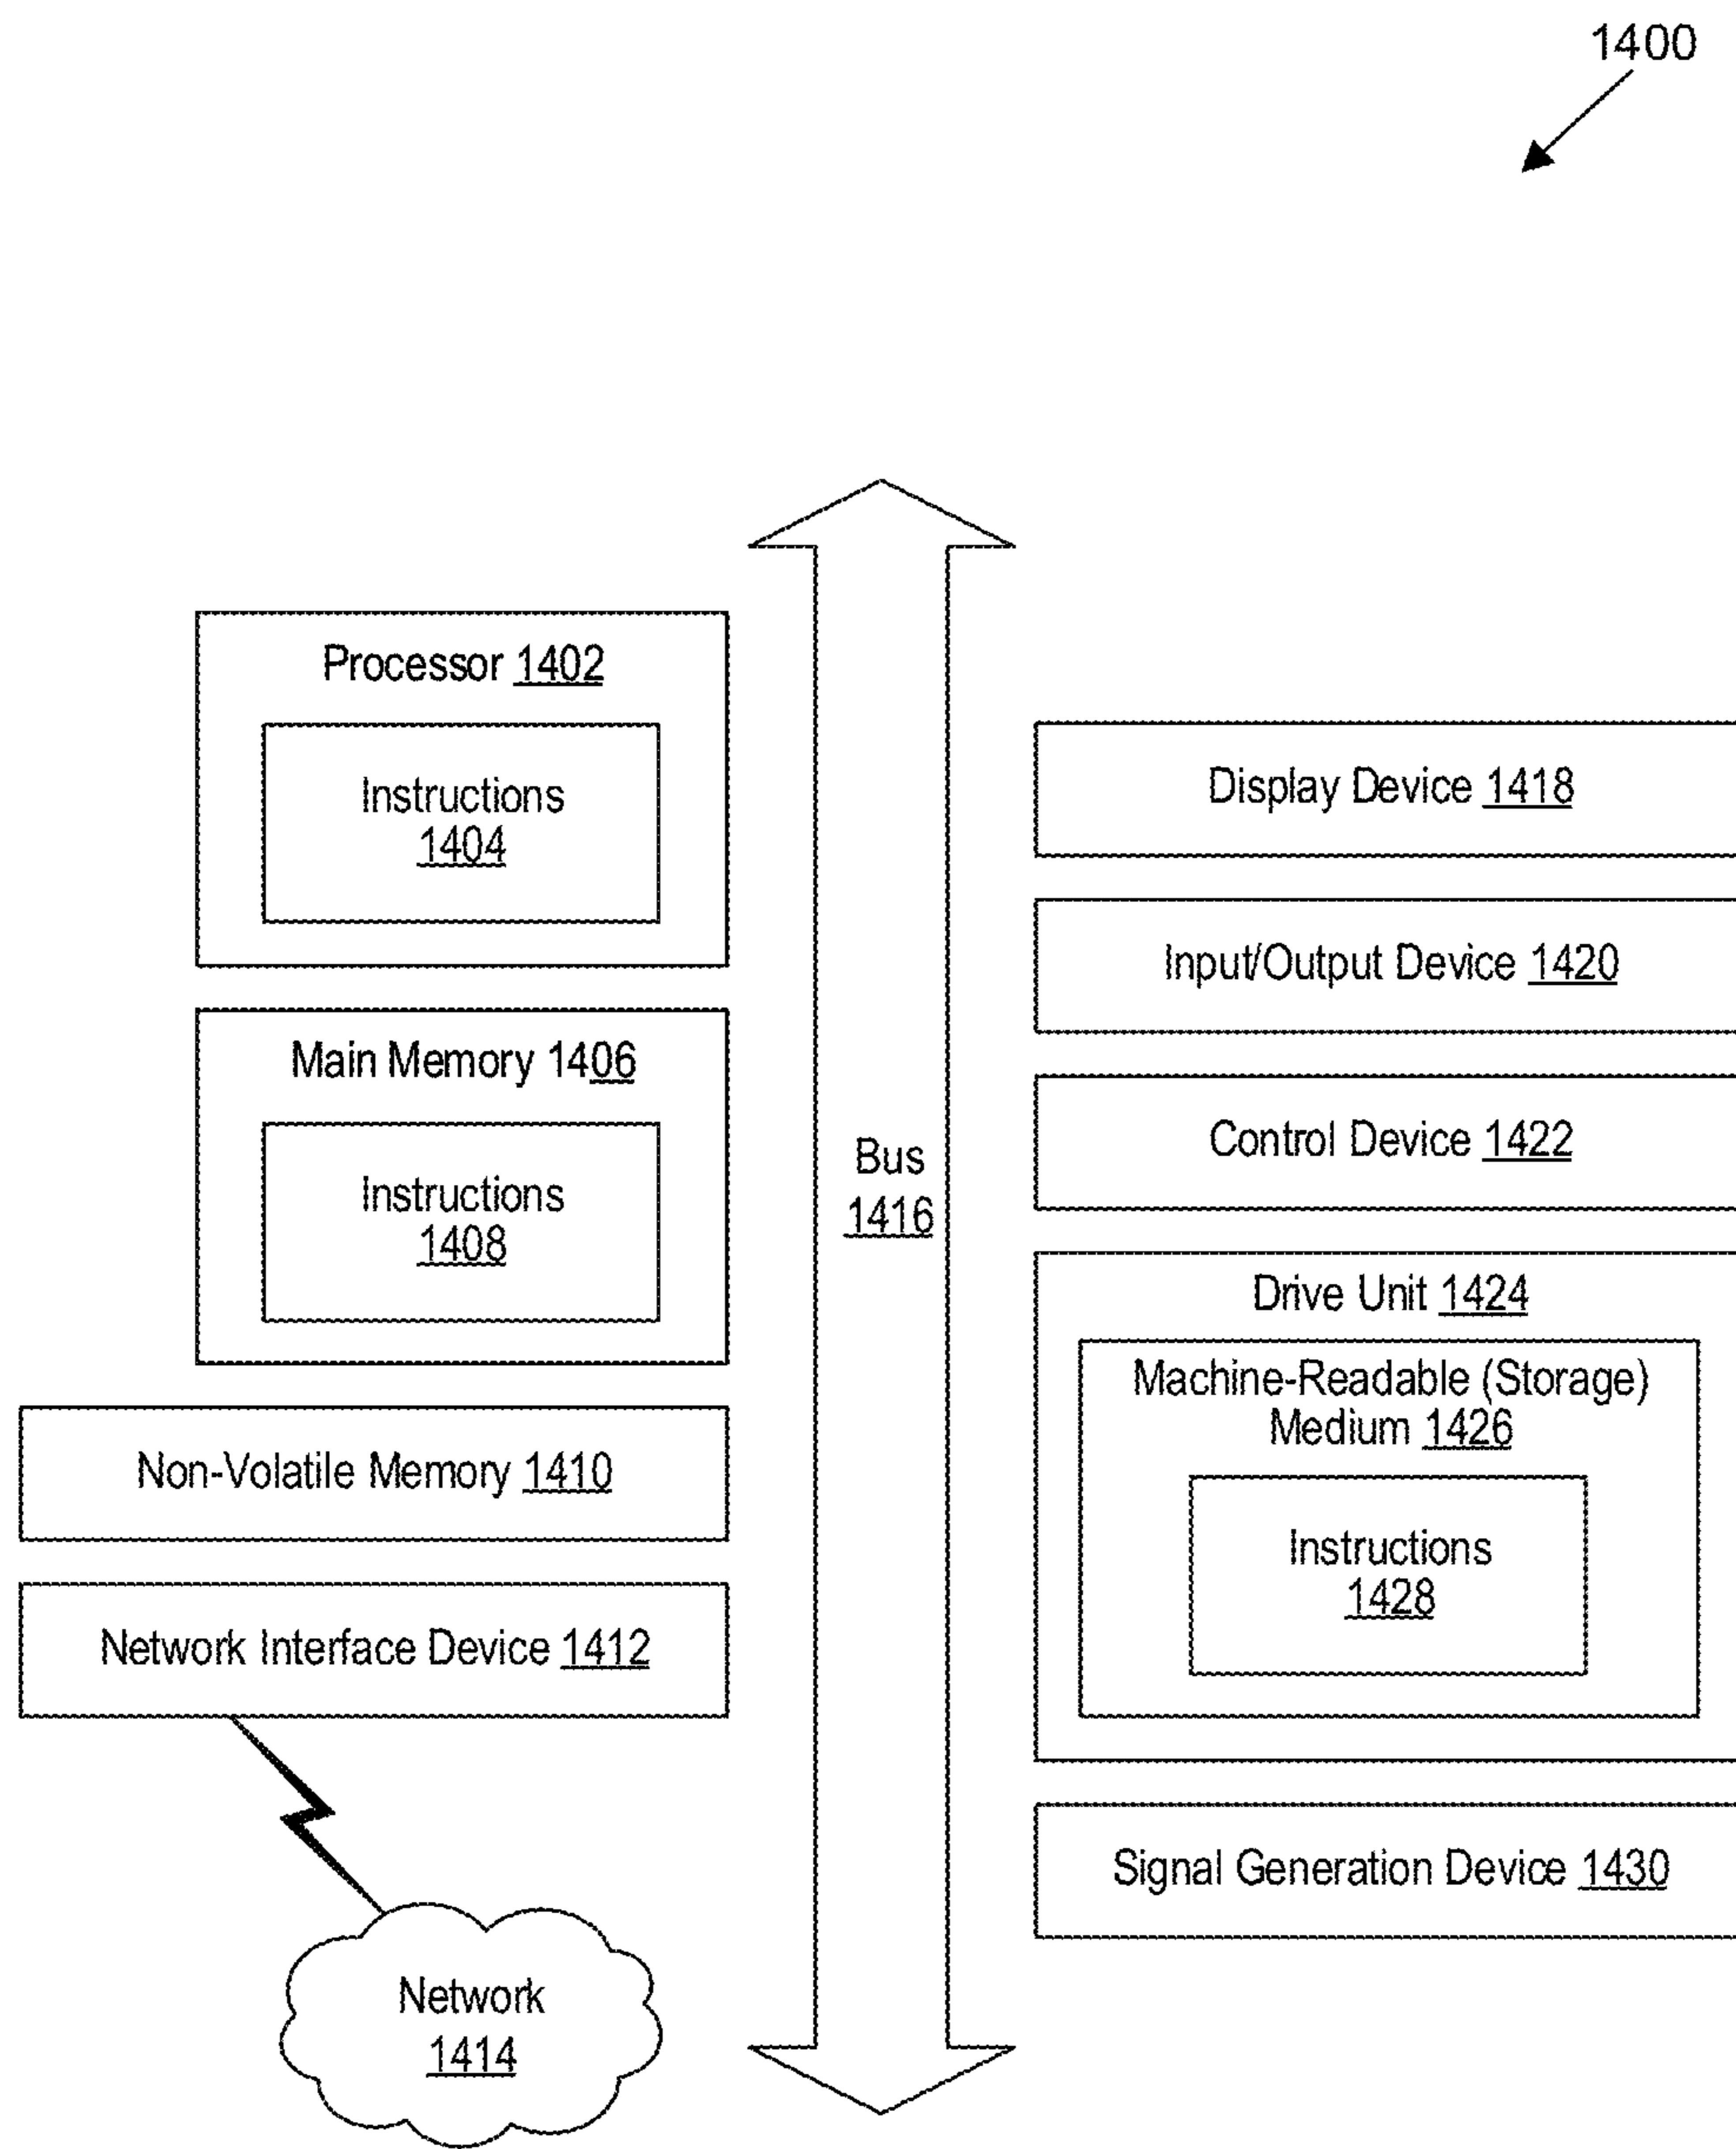 1400
Processor 1402
Instructions
1404
Main Memory 1406
Instructions
1408
Non-Volatile Memory 1410
Network Interface Device 1412
Network
1414
Bus
1416
Display Device 1418
Input/Output Device 1420
Control Device 1422
Drive Unit 1424
Machine-Readable (Storage)
Medium 1426
Instructions
1428
Signal Generation Device 1430